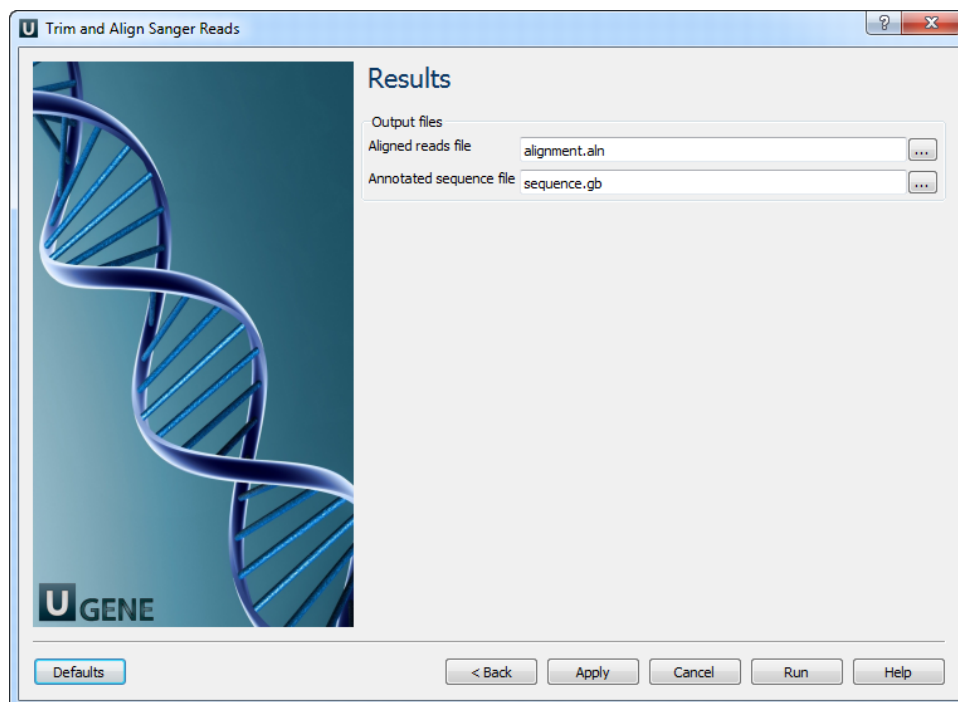 U Trim and Align Sanger Reads
?
X
Results
Output files
Aligned reads file
alignment.aln
...
Annotated sequence file
sequence.gb
...
U GENE
Defaults
< Back
Apply
Cancel
Run
Help